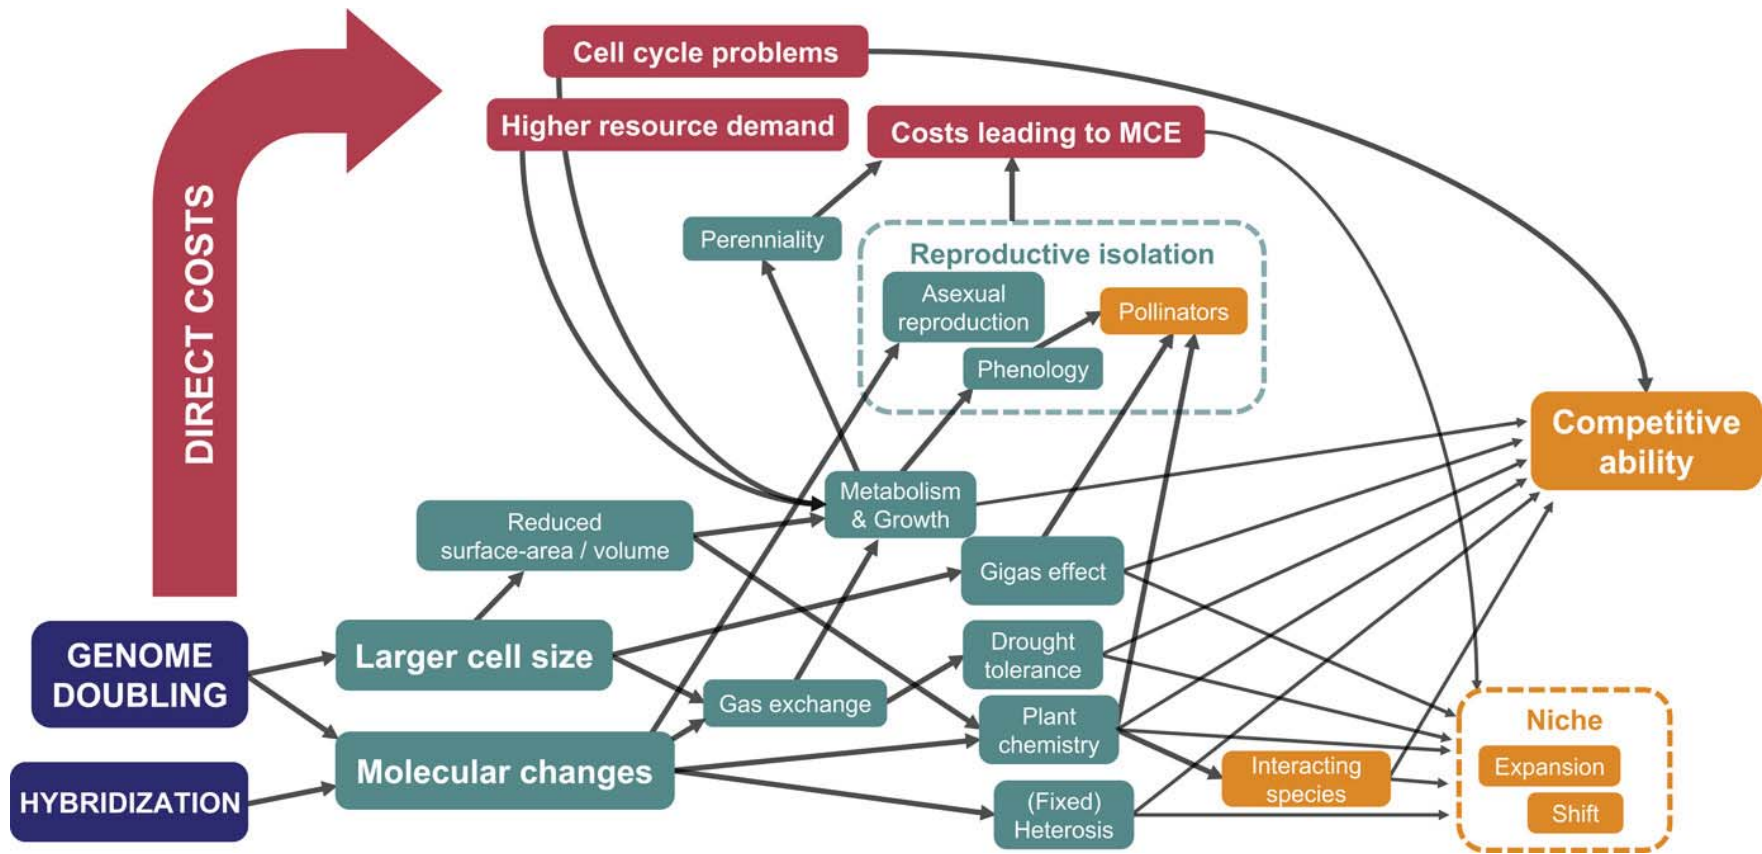 Cell cycle problems
Higher resource demand
Costs leading to MCE
DIRECT COSTS
Perenniality
Reproductive isolation
Asexual
reproduction
Pollinators
Phenology
Competitive
ability
Metabolism
& Growth
Reduced
surface-area / volume
Gigas effect
GENOME
DOUBLING
Larger cell size
Drought
tolerance
Gas exchange
Plant
chemistry
Niche
Expansion
Shift
Molecular changes
Interacting
species
HYBRIDIZATION
(Fixed)
Heterosis